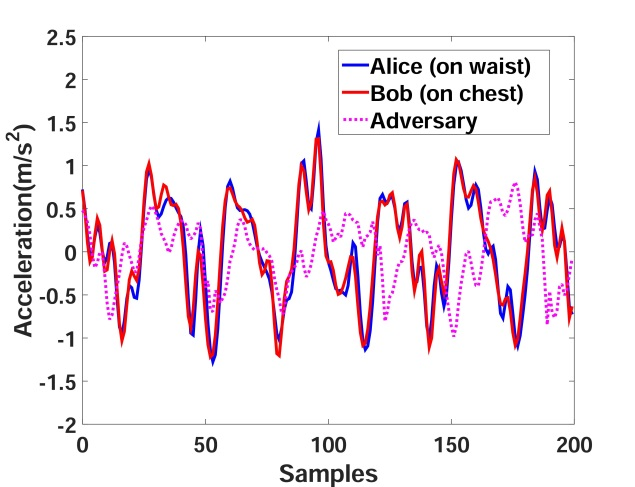 2.5
2
1.5
1
0.5
0
-0.5
-1
-1.5
-2
0 50 100 150 200
Samples
Acceleration(m/s²)
Alice (on waist)
Bob (on chest)
Adversary